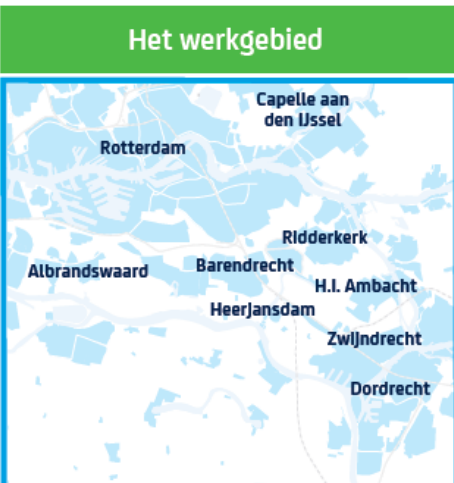 Het werkgebied
Capelle aan
den IJssel
Rotterdam
Ridderkerk
Barendrecht
Albrandswaard
H.I. Ambacht
Heerjansdam
Zwijndrecht
Dordrecht